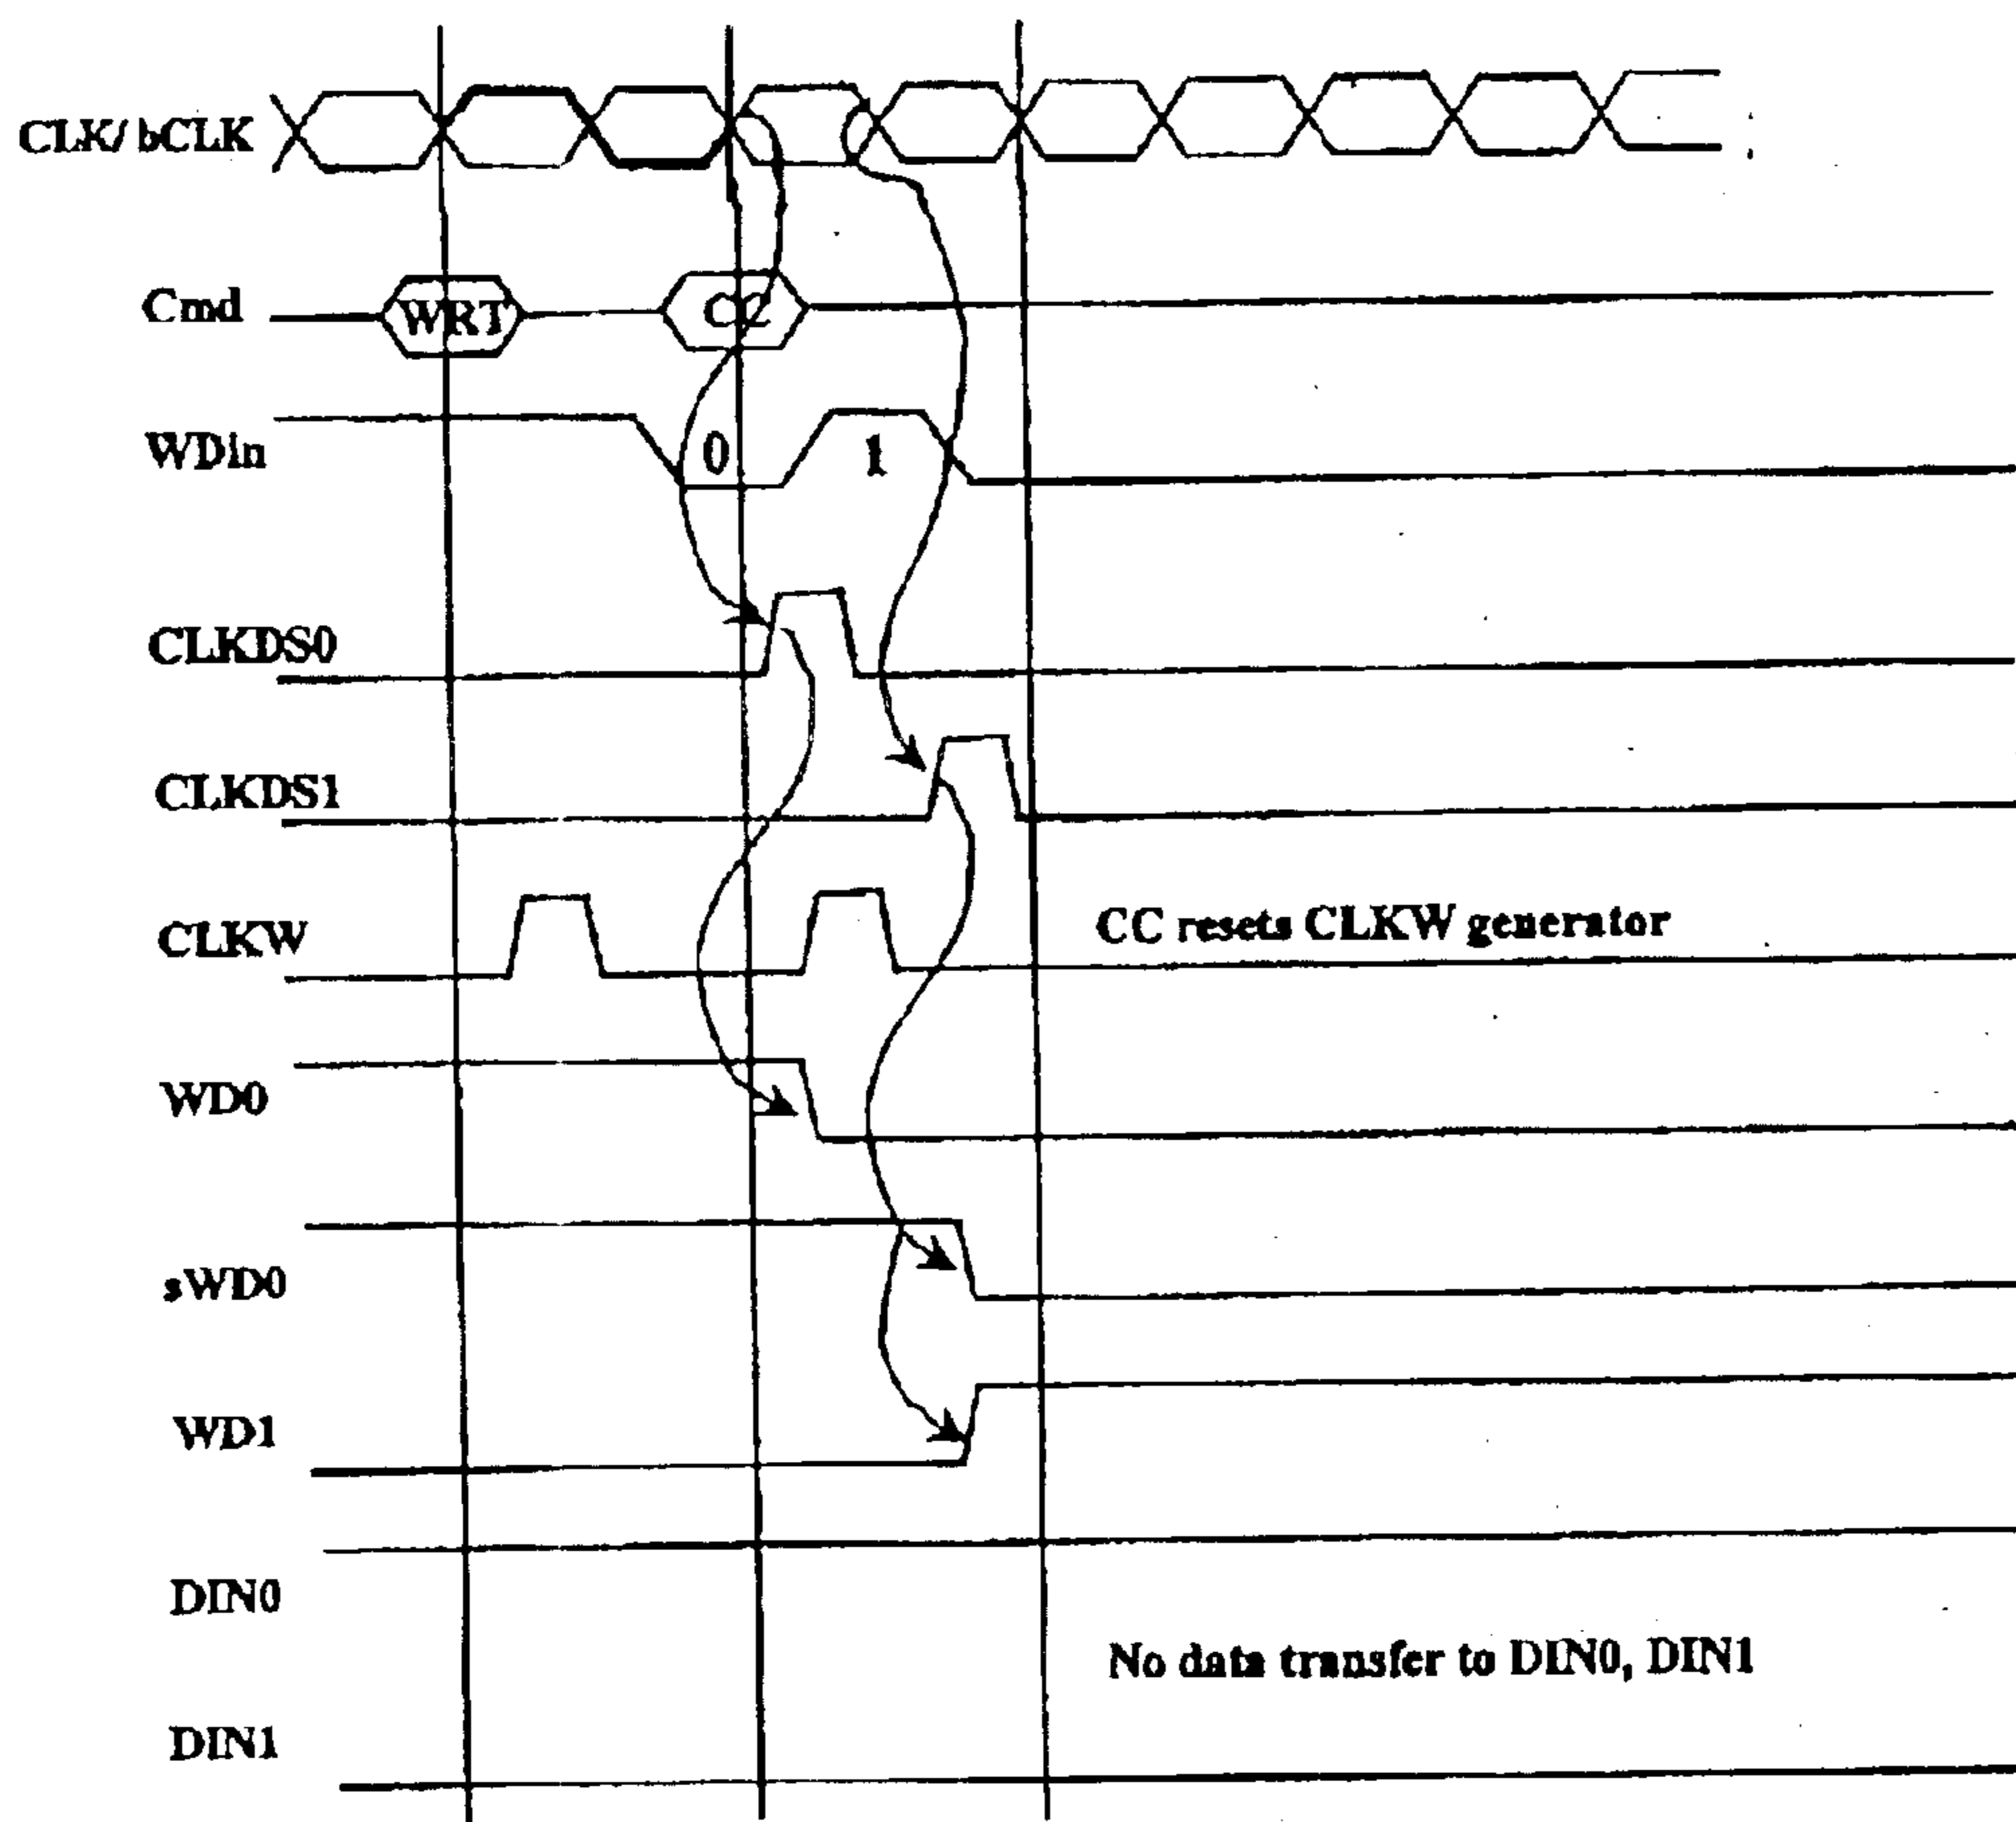 CLK/ bCLK
Cmd
WRT
CC
WDin
0
1
CLKDS0
CLKDS1
CLKW
CC resets CLKW generator
WD0
sWD0
WD1
DIN0
No data transfer to DIN0, DIN1
DIN1